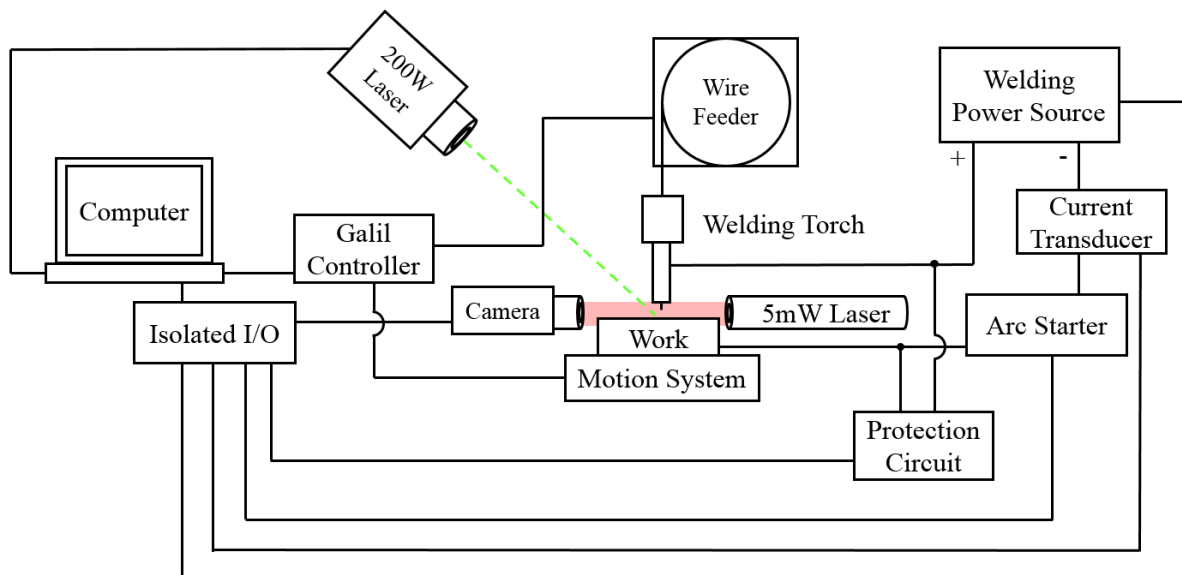 200W
Laser
Wire
Feeder
Welding
Power Source
+
-
Computer
Galil
Controller
Welding Torch
Current
Transducer
Camera
5mW Laser
Isolated I/O
Work
Arc Starter
Motion System
Protection
Circuit